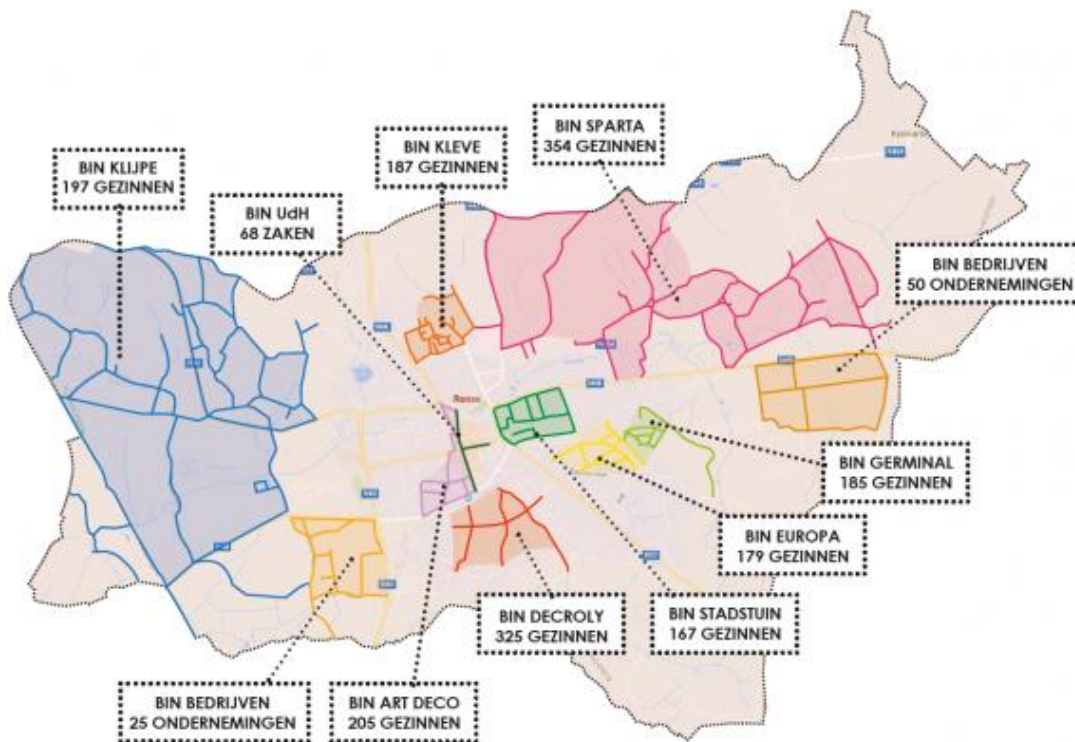 BIN SPARTA
354 GEZINNEN
BIN KLEVE
187 GEZINNEN
BIN KLIJPE
197 GEZINNEN
BIN UdH
68 ZAKEN
BIN BEDRIJVEN
50 ONDERNEMINGEN
Ronse
BIN GERMINAL
185 GEZINNEN
BIN EUROPA
179 GEZINNEN
BIN DECROLY
325 GEZINNEN
BIN STADSTUIN
167 GEZINNEN
BIN BEDRIJVEN
25 ONDERNEMINGEN
BIN ART DECO
205 GEZINNEN